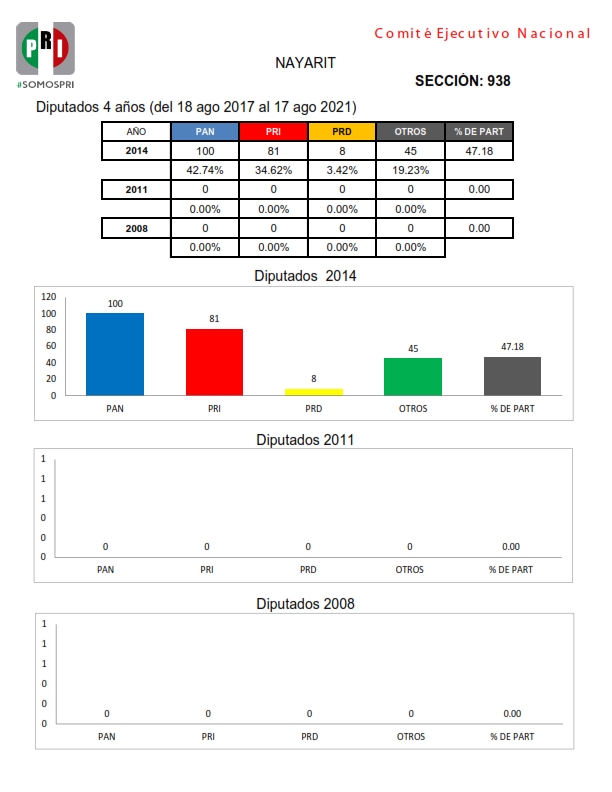 Comité Ejecutivo Nacional
PRI
#SOMOSPRI
NAYARIT
SECCIÓN: 938
Diputados 4 años (del 18 ago 2017 al 17 ago 2021)
AÑO PAN PRI PRD OTROS % DE PART
2014 100 81 8 45 47.18
42.74% 34.62% 3.42% 19.23%
2011 0 0 0 0 0.00
0.00% 0.00% 0.00% 0.00%
2008 0 0 0 0 0.00
0.00% 0.00% 0.00% 0.00%
Diputados 2014
120
100
80
60
40
20
0
100 81 8 45 47.18
PAN PRI PRD OTROS % DE PART
Diputados 2011
1
1
1
0
0
0
0 0 0 0 0.00
PAN PRI PRD OTROS % DE PART
Diputados 2008
1
1
1
0
0
0
0 0 0 0 0.00
PAN PRI PRD OTROS % DE PART